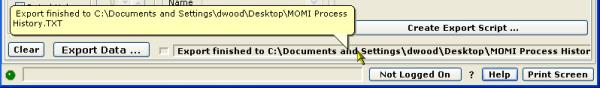 Name
Export finished to C:\Documents and Settings\dwood\Desktop\MOMI Process
History.TXT
Create Export Script ...
Clear
Export Data ...
Export finished to C:\Documents and Settings\dwood\Desktop\MOMI Process Histor
Not Logged On
?
Help
Print Screen